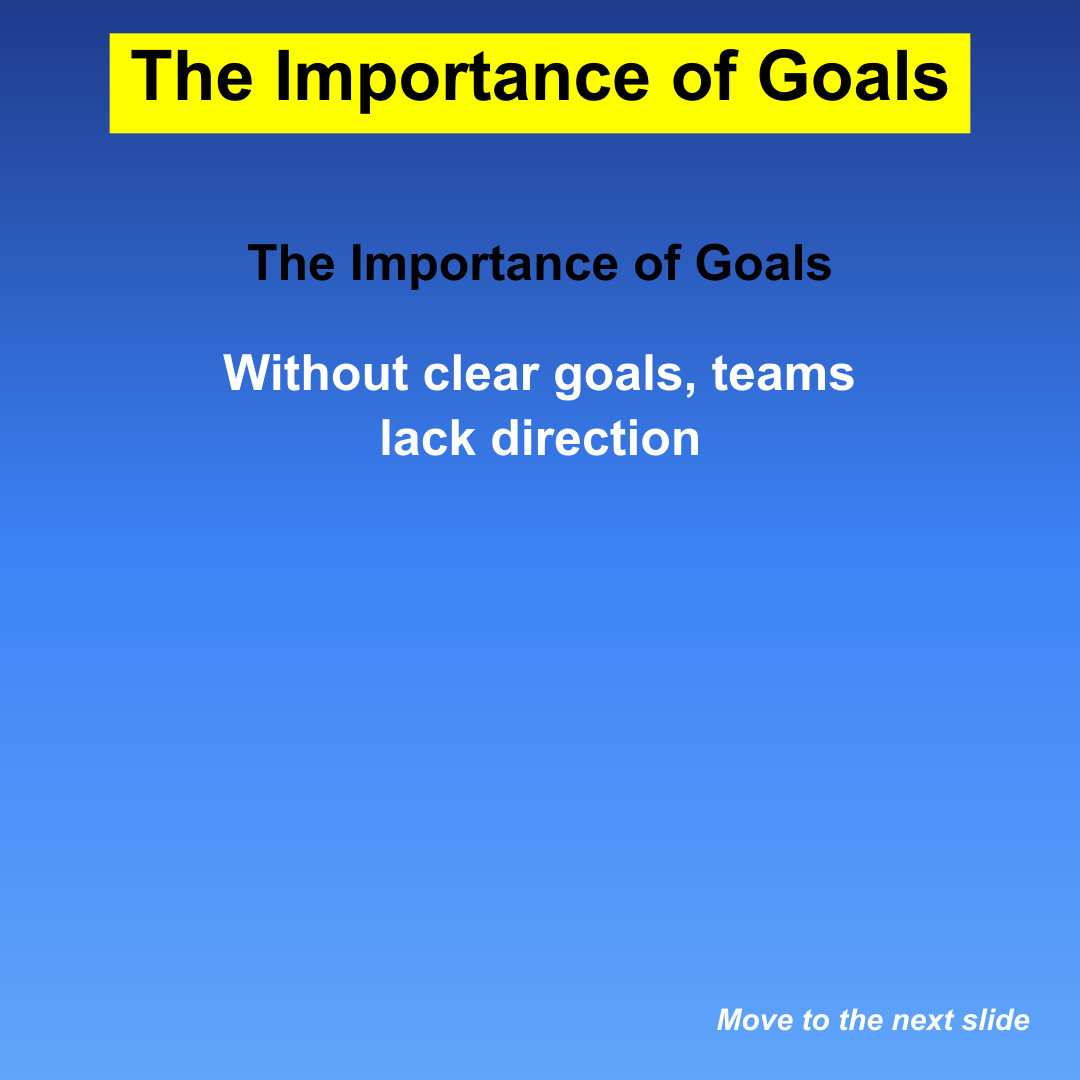 The Importance of Goals
The Importance of Goals
Without clear goals, teams
lack direction
Move to the next slide